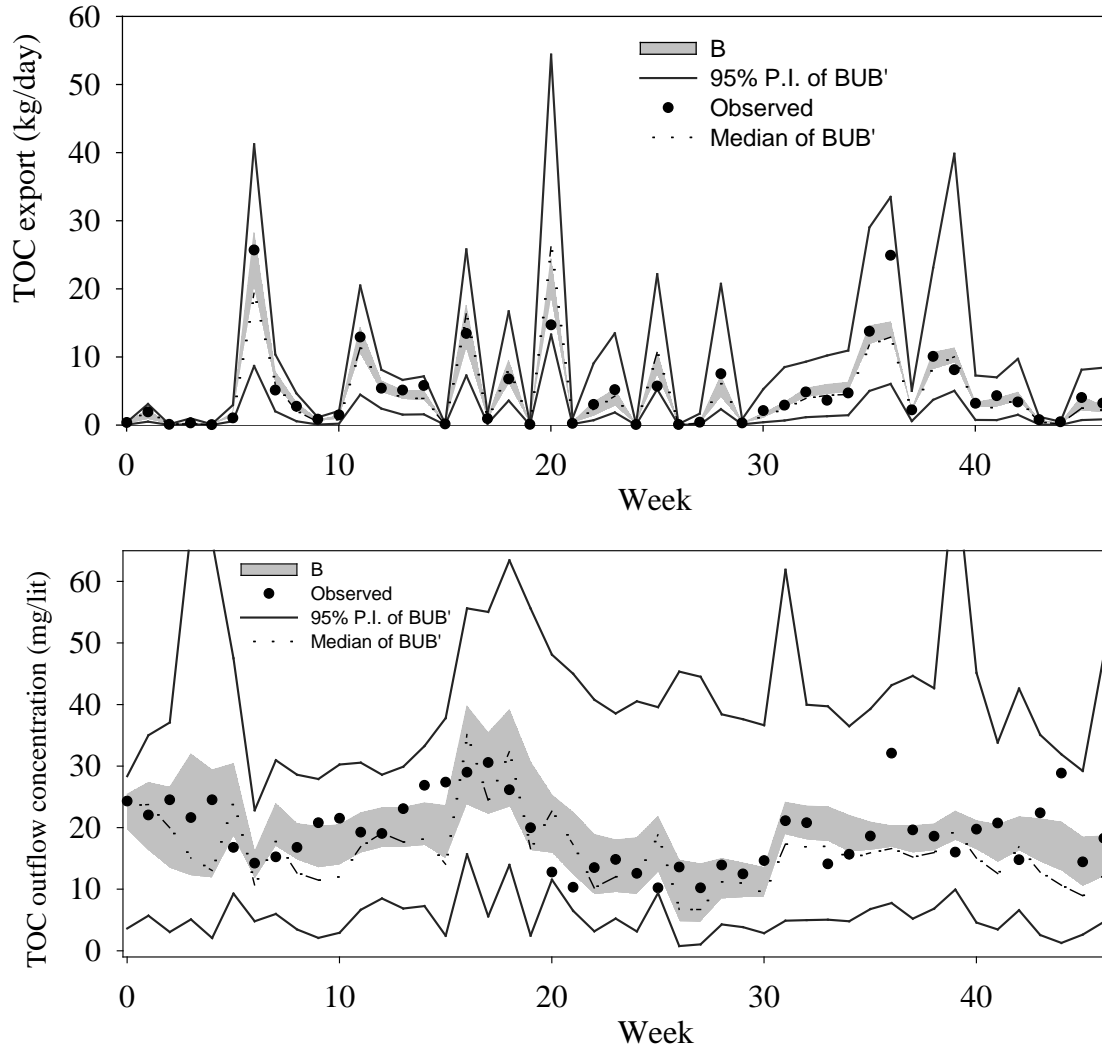 60
50
40
30
20
10
0
TOC export (kg/day)
B
95% P.I. of BUB'
Observed
Median of BUB'
0 10 20 30 40
Week
60
50
40
30
20
10
0
TOC outflow concentration (mg/lit)
B
Observed
95% P.I. of BUB'
Median of BUB'
0 10 20 30 40
Week